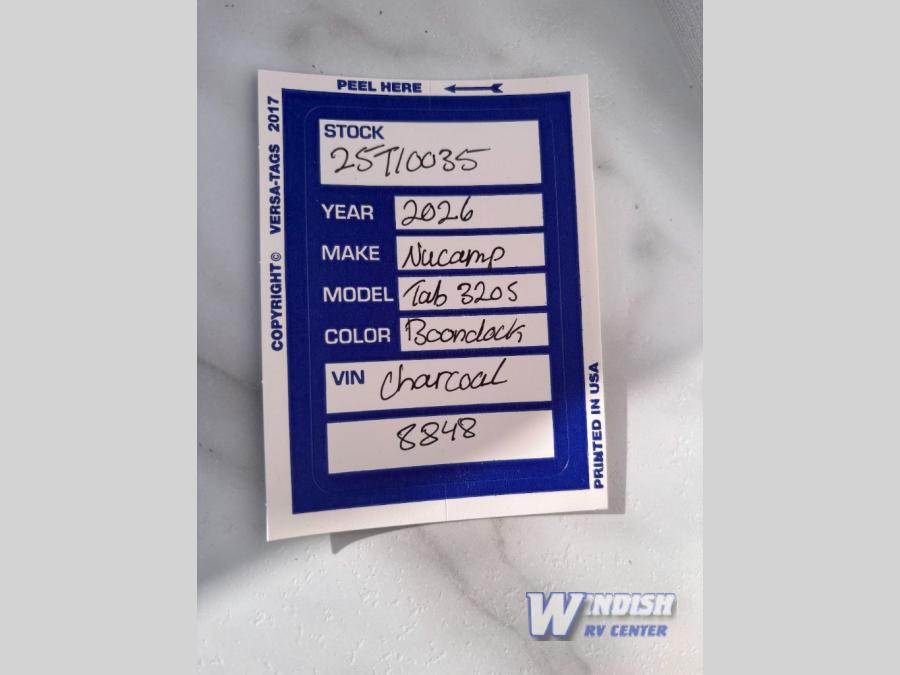 PEEL HERE
COPYRIGHT © VERSA-TAGS 2017
STOCK
25T10035
YEAR 2026
MAKE Nucamp
MODEL Tab 320S
COLOR Boondock
VIN Charcoal
8848
PRINTED IN USA
WINDISH
RV CENTER